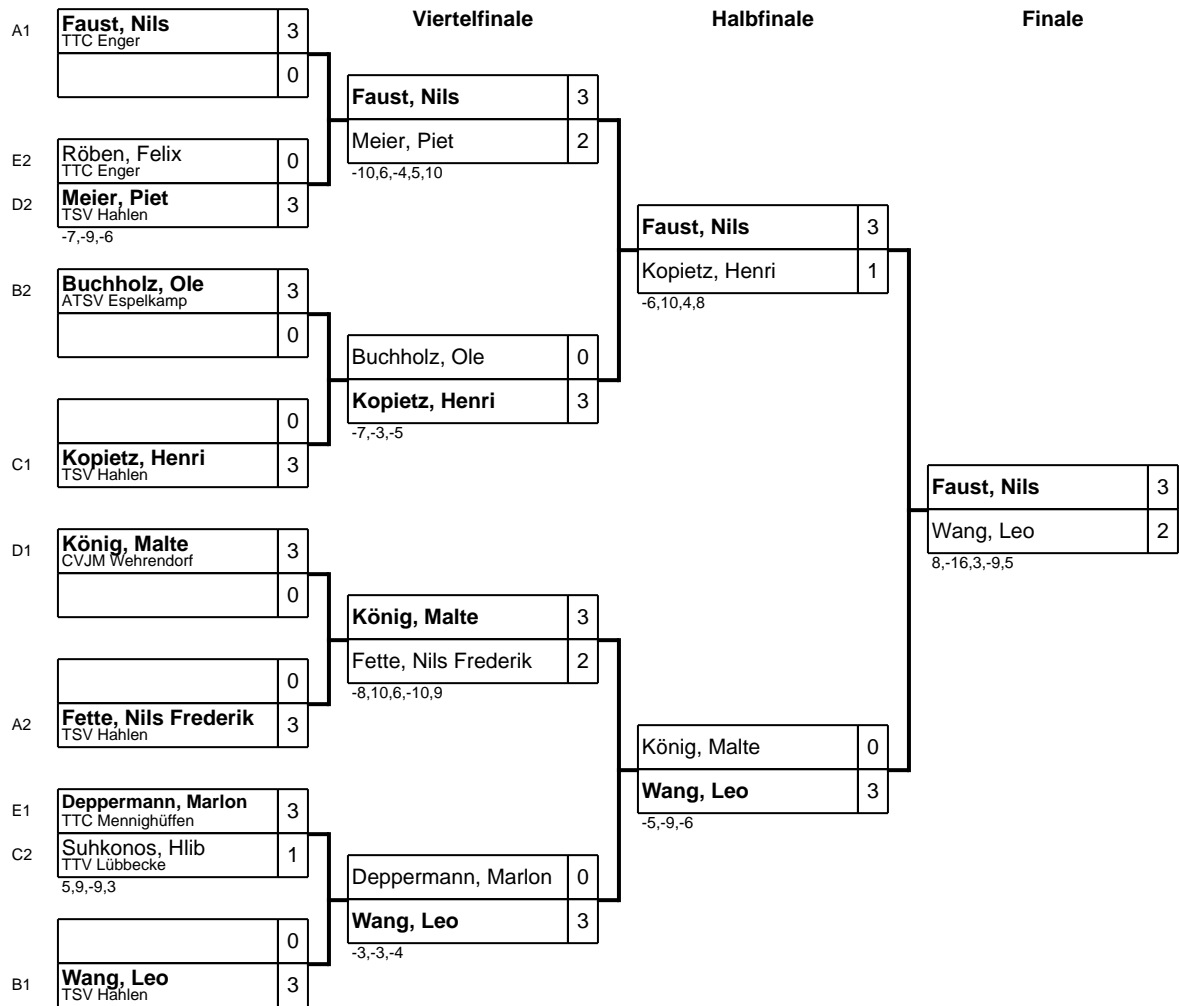 Viertelfinale
Halbfinale
Finale
A1
Faust, Nils
TTC Enger
3
0
E2
Röben, Felix
TTC Enger
0
D2
Meier, Piet
TSV Hahlen
3
-7,-9,-6
B2
Buchholz, Ole
ATSV Espelkamp
3
0
0
C1
Kopietz, Henri
TSV Hahlen
3
D1
König, Malte
CVJM Wehrendorf
3
0
0
A2
Fette, Nils Frederik
TSV Hahlen
3
E1
Deppermann, Marlon
TTC Mennighüffen
3
C2
Suhkonos, Hlib
TTV Lübbecke
1
5,9,-9,3
0
B1
Wang, Leo
TSV Hahlen
3
Faust, Nils 3
Meier, Piet 2
-10,6,-4,5,10
Buchholz, Ole 0
Kopietz, Henri 3
-7,-3,-5
König, Malte 3
Fette, Nils Frederik 2
-8,10,6,-10,9
Deppermann, Marlon 0
Wang, Leo 3
-3,-3,-4
Faust, Nils 3
Kopietz, Henri 1
-6,10,4,8
König, Malte 0
Wang, Leo 3
-5,-9,-6
Faust, Nils 3
Wang, Leo 2
8,-16,3,-9,5